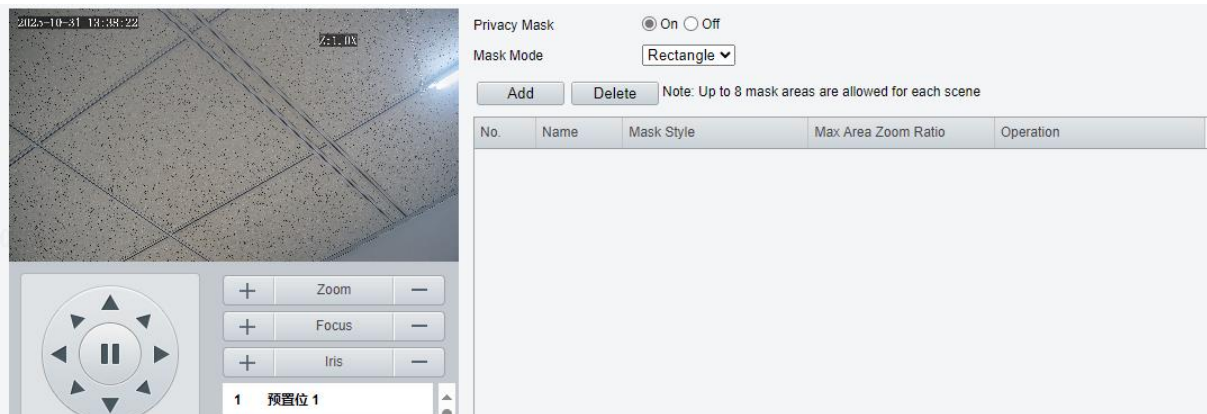 2025-10-31 13:38:22
Z:1.0X
Privacy Mask On Off
Mask Mode Rectangle
Add Delete Note: Up to 8 mask areas are allowed for each scene
No. Name Mask Style Max Area Zoom Ratio Operation
+ Zoom −
+ Focus −
+ Iris −
1 预置位 1